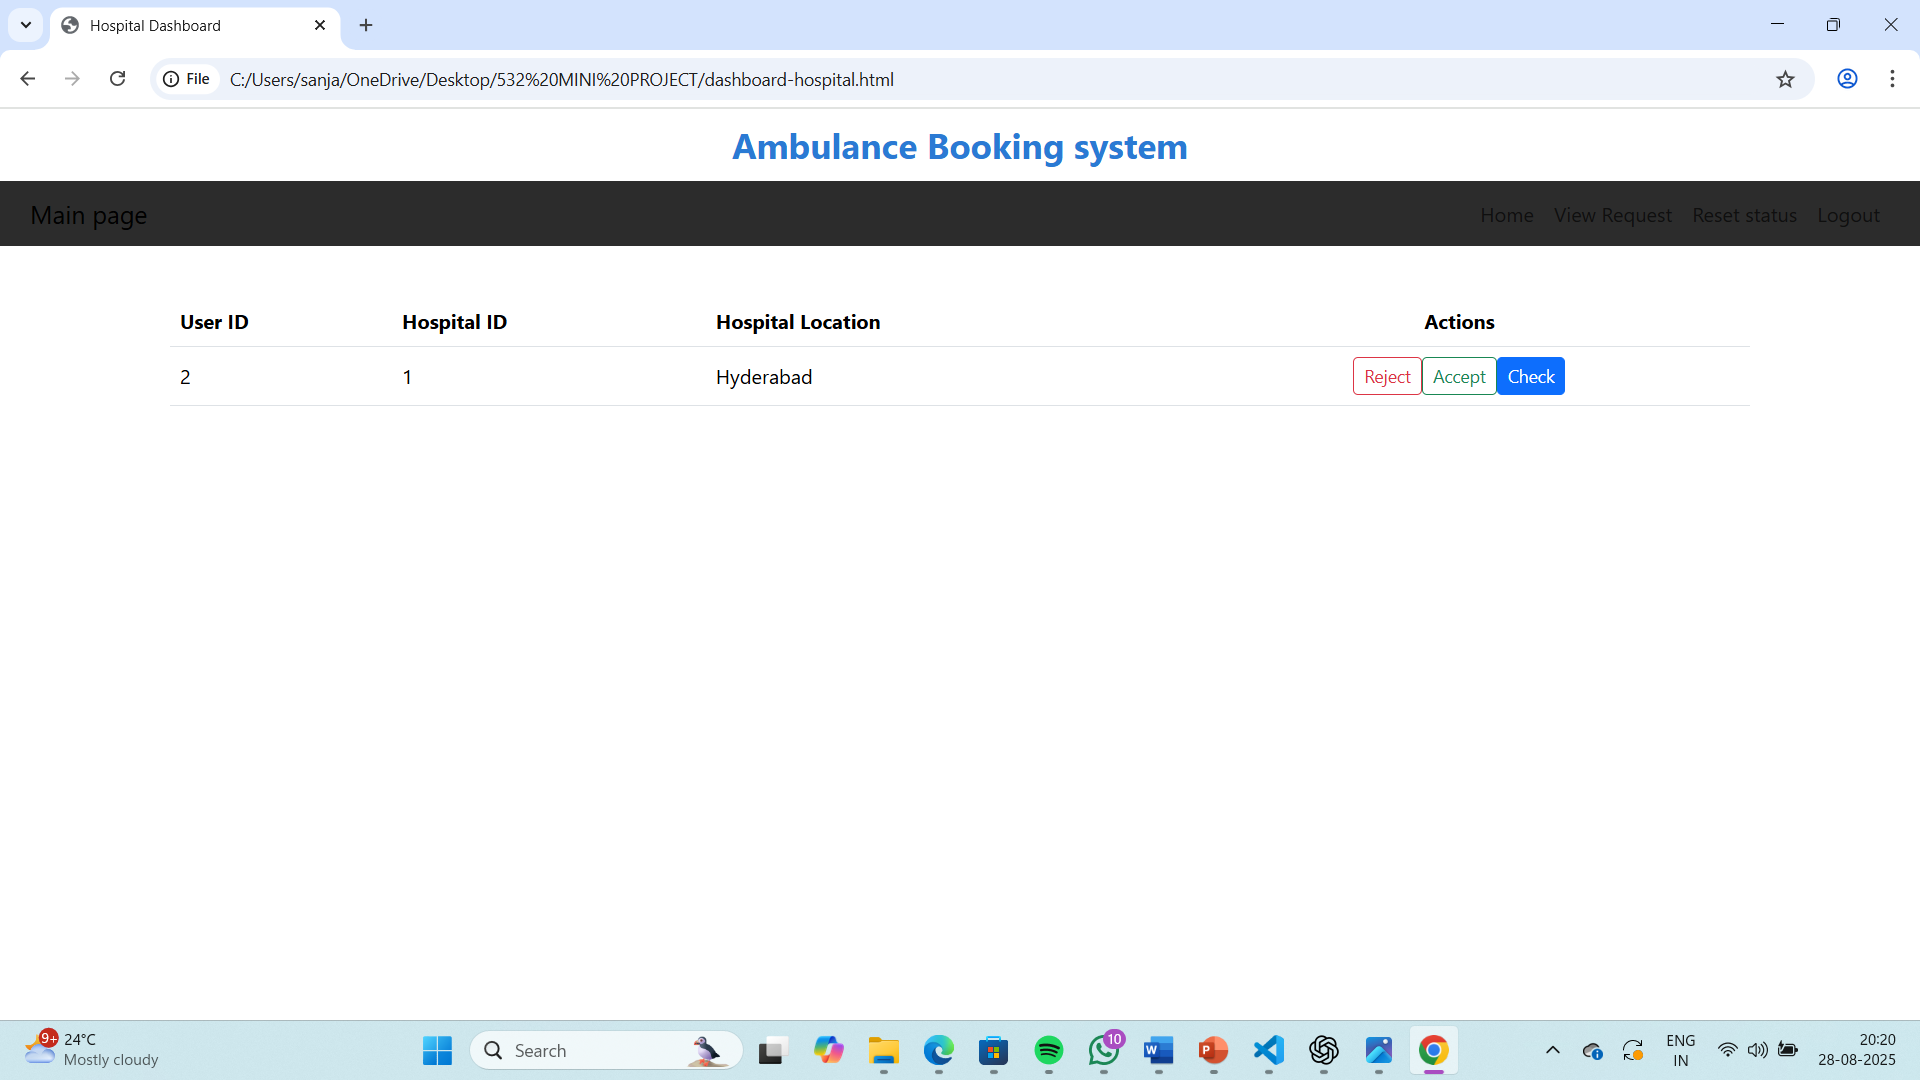 Hospital Dashboard
File C:/Users/sanja/OneDrive/Desktop/532%20MINI%20PROJECT/dashboard-hospital.html
Ambulance Booking system
Main page Home View Request Reset status Logout
User ID Hospital ID Hospital Location Actions
2 1 Hyderabad Reject Accept Check
9+ 24°C
Mostly cloudy
Search
10
W
P
ENG
IN
20:20
28-08-2025